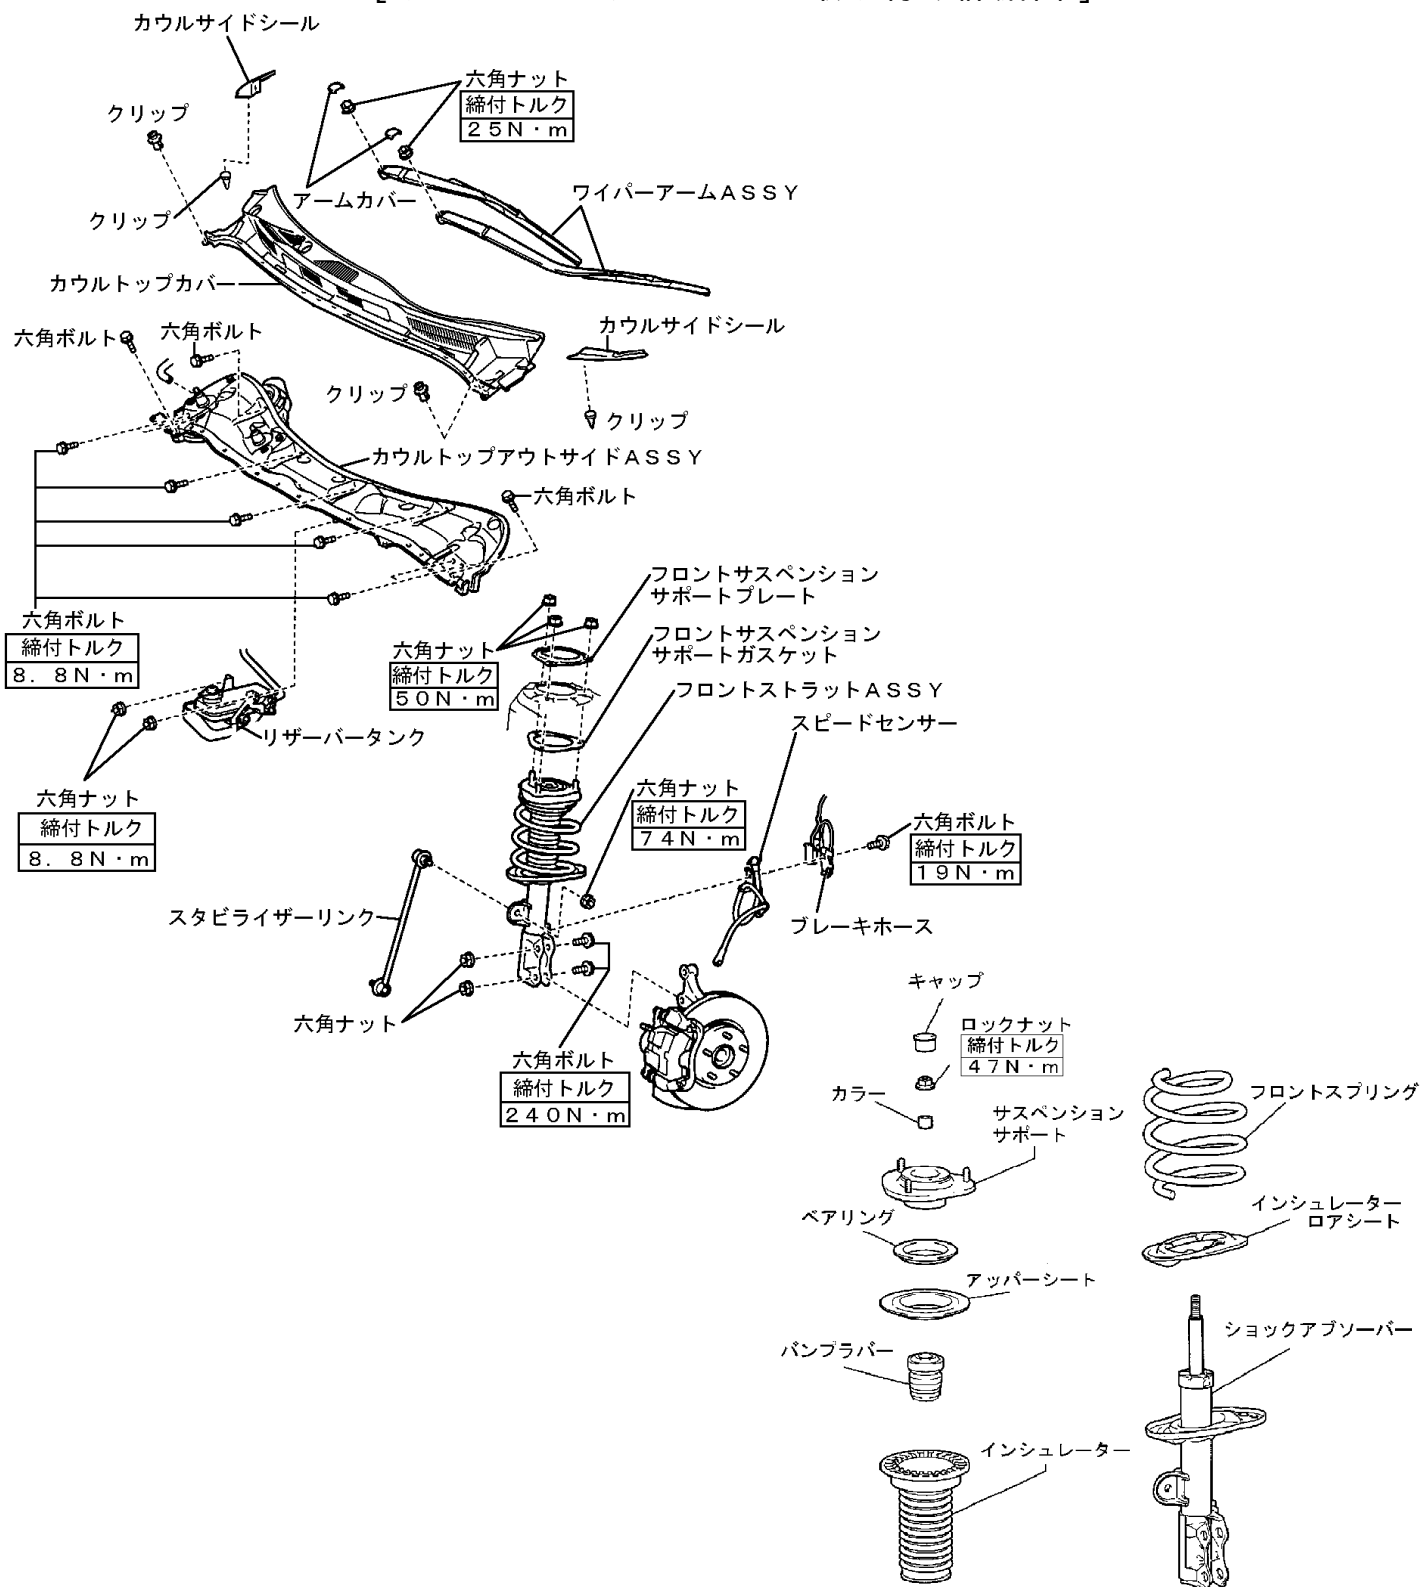 カウルサイドシール
六角ナット
締付トルク
25N・m
クリップ
アームカバー
ワイパーアームASSY
クリップ
カウルトップカバー
カウルサイドシール
六角ボルト
六角ボルト
クリップ
クリップ
カウルトップアウトサイドASSY
六角ボルト
フロントサスペンション
サポートプレート
六角ボルト
締付トルク
8.8N・m
フロントサスペンション
サポートガスケット
六角ナット
締付トルク
50N・m
フロントストラットASSY
スピードセンサー
リザーバータンク
六角ナット
締付トルク
8.8N・m
六角ナット
締付トルク
74N・m
六角ボルト
締付トルク
19N・m
スタビライザーリンク
ブレーキホース
六角ナット
六角ボルト
締付トルク
240N・m
キャップ
ロックナット
締付トルク
47N・m
カラー
サスペンション
サポート
フロントスプリング
ベアリング
インシュレーター
ロアシート
アッパーシート
バンプラバー
ショックアブソーバー
インシュレーター